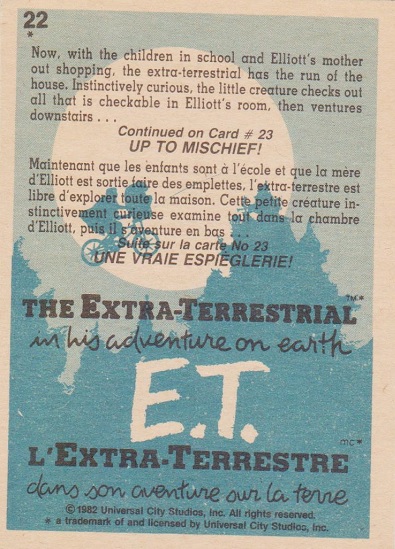 22
*
Now, with the children in school and Elliott's mother
out shopping, the extra-terrestrial has the run of the
house. Instinctively curious, the little creature checks out
all that is checkable in Elliott's room, then ventures
downstairs . . .
Continued on Card # 23
UP TO MISCHIEF!
Maintenant que les enfants sont à l'école et que la mère
d'Elliott est sortie faire des emplettes, l'extra-terrestre est
libre d'explorer toute la maison. Cette petite créature in-
stinctivement curieuse examine tout dans la chambre
d'Elliott, puis il s'aventure en bas . . .
Suite sur la carte No 23
UNE VRAIE ESPIÈGLERIE!
THE EXTRA-TERRESTRIAL TM*
in his adventure on earth
E.T.
mc*
L'EXTRA-TERRESTRE
dans son aventure sur la terre
©1982 Universal City Studios, Inc. All rights reserved.
* a trademark of and licensed by Universal City Studios, Inc.